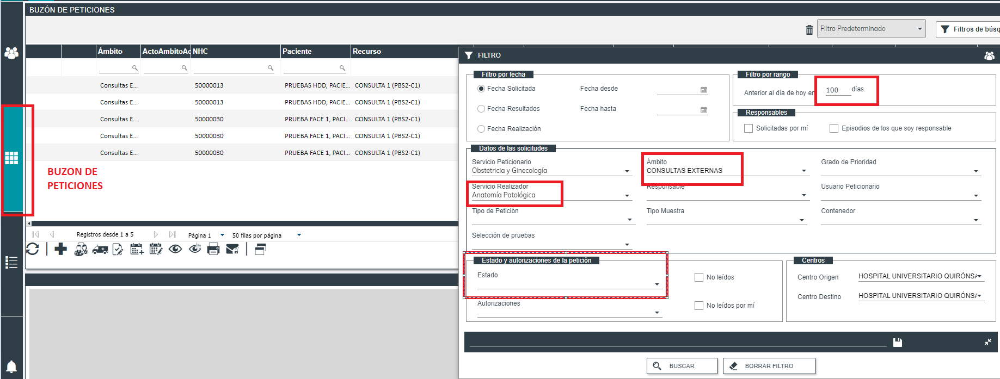 BUZÓN DE PETICIONES
Filtro Predeterminado
Filtros de búsq
Ámbito ActoAmbitoAc NHC Paciente Recurso
Consultas E... 50000013 PRUEBAS HDD, PACIE... CONSULTA 1 (PBS2-C1)
Consultas E... 50000013 PRUEBAS HDD, PACIE... CONSULTA 1 (PBS2-C1)
Consultas E... 50000030 PRUEBA FACE 1, PACI... CONSULTA 1 (PBS2-C1)
Consultas E... 50000030 PRUEBA FACE 1, PACI... CONSULTA 1 (PBS2-C1)
Consultas E... 50000030 PRUEBA FACE 1, PACI... CONSULTA 1 (PBS2-C1)
BUZON DE
PETICIONES
Registros desde 1 a 5 Página 1 50 filas por página
FILTRO
Filtro por fecha
Fecha Solicitada Fecha desde
Fecha Resultados Fecha hasta
Fecha Realización
Filtro por rango
Anterior al día de hoy en 100 días.
Responsables
Solicitadas por mí Episodios de los que soy responsable
Datos de las solicitudes
Servicio Peticionario Ámbito Grado de Prioridad
Obstetricia y Ginecología CONSULTAS EXTERNAS
Servicio Realizador Responsable Usuario Peticionario
Anatomía Patológica
Tipo de Petición Tipo Muestra Contenedor
Selección de pruebas
Estado y autorizaciones de la petición
Estado No leídos
Autorizaciones No leídos por mí
Centros
Centro Origen HOSPITAL UNIVERSITARIO QUIRÓNSA
Centro Destino HOSPITAL UNIVERSITARIO QUIRÓNSA
BUSCAR BORRAR FILTRO